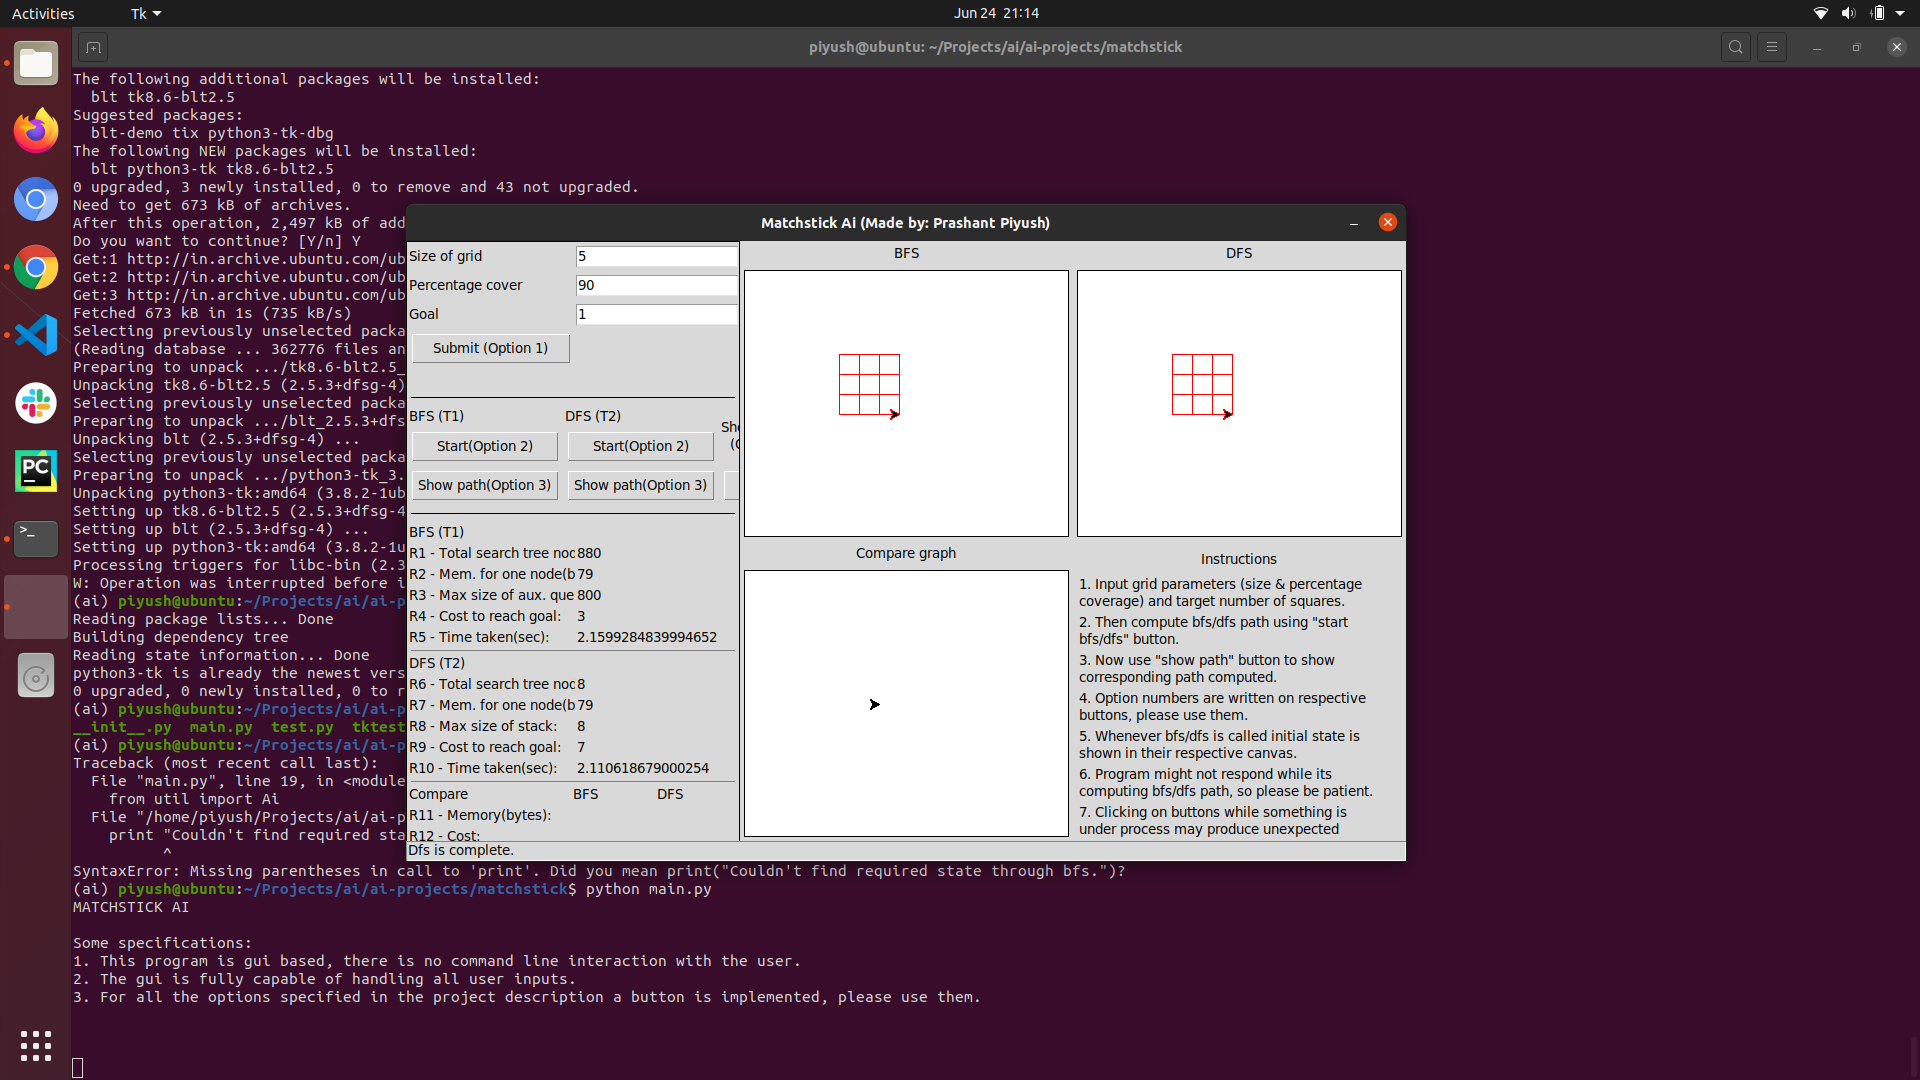 Activities
Tk
Jun 24 21:14
piyush@ubuntu: ~/Projects/ai/ai-projects/matchstick
The following additional packages will be installed:
blt tk8.6-blt2.5
Suggested packages:
blt-demo tix python3-tk-dbg
The following NEW packages will be installed:
blt python3-tk tk8.6-blt2.5
0 upgraded, 3 newly installed, 0 to remove and 43 not upgraded.
Need to get 673 kB of archives.
After this operation, 2,497 kB of add
Do you want to continue? [Y/n] Y
Get:1 http://in.archive.ubuntu.com/ub
Get:2 http://in.archive.ubuntu.com/ub
Get:3 http://in.archive.ubuntu.com/ub
Fetched 673 kB in 1s (735 kB/s)
Selecting previously unselected packa
(Reading database ... 362776 files an
Preparing to unpack .../tk8.6-blt2.5_
Unpacking tk8.6-blt2.5 (2.5.3+dfsg-4)
Selecting previously unselected packa
Preparing to unpack .../blt_2.5.3+dfs
Unpacking blt (2.5.3+dfsg-4) ...
Selecting previously unselected packa
Preparing to unpack .../python3-tk_3.
Unpacking python3-tk:amd64 (3.8.2-1ub
Setting up tk8.6-blt2.5 (2.5.3+dfsg-4
Setting up blt (2.5.3+dfsg-4) ...
Setting up python3-tk:amd64 (3.8.2-1u
Processing triggers for libc-bin (2.3
W: Operation was interrupted before i
(ai) piyush@ubuntu:~/Projects/ai/ai-p
Reading package lists... Done
Building dependency tree
Reading state information... Done
python3-tk is already the newest vers
0 upgraded, 0 newly installed, 0 to r
(ai) piyush@ubuntu:~/Projects/ai/ai-p
__init__.py main.py test.py tktest
(ai) piyush@ubuntu:~/Projects/ai/ai-p
Traceback (most recent call last):
File "main.py", line 19, in <module
from util import Ai
File "/home/piyush/Projects/ai/ai-p
print "Couldn't find required sta
^
SyntaxError: Missing parentheses in call to 'print'. Did you mean print("Couldn't find required state through bfs.")?
(ai) piyush@ubuntu:~/Projects/ai/ai-projects/matchstick$ python main.py
MATCHSTICK AI
Some specifications:
1. This program is gui based, there is no command line interaction with the user.
2. The gui is fully capable of handling all user inputs.
3. For all the options specified in the project description a button is implemented, please use them.
PC
>_
Matchstick Ai (Made by: Prashant Piyush)
Size of grid 5
Percentage cover 90
Goal 1
Submit (Option 1)
BFS (T1) DFS (T2)
Sho
(O
Start(Option 2) Start(Option 2)
Show path(Option 3) Show path(Option 3)
BFS (T1)
R1 - Total search tree noc 880
R2 - Mem. for one node(b 79
R3 - Max size of aux. que 800
R4 - Cost to reach goal: 3
R5 - Time taken(sec): 2.1599284839994652
DFS (T2)
R6 - Total search tree noc 8
R7 - Mem. for one node(b 79
R8 - Max size of stack: 8
R9 - Cost to reach goal: 7
R10 - Time taken(sec): 2.110618679000254
Compare BFS DFS
R11 - Memory(bytes):
R12 - Cost:
Dfs is complete.
BFS
DFS
Compare graph
Instructions
1. Input grid parameters (size & percentage
coverage) and target number of squares.
2. Then compute bfs/dfs path using "start
bfs/dfs" button.
3. Now use "show path" button to show
corresponding path computed.
4. Option numbers are written on respective
buttons, please use them.
5. Whenever bfs/dfs is called initial state is
shown in their respective canvas.
6. Program might not respond while its
computing bfs/dfs path, so please be patient.
7. Clicking on buttons while something is
under process may produce unexpected